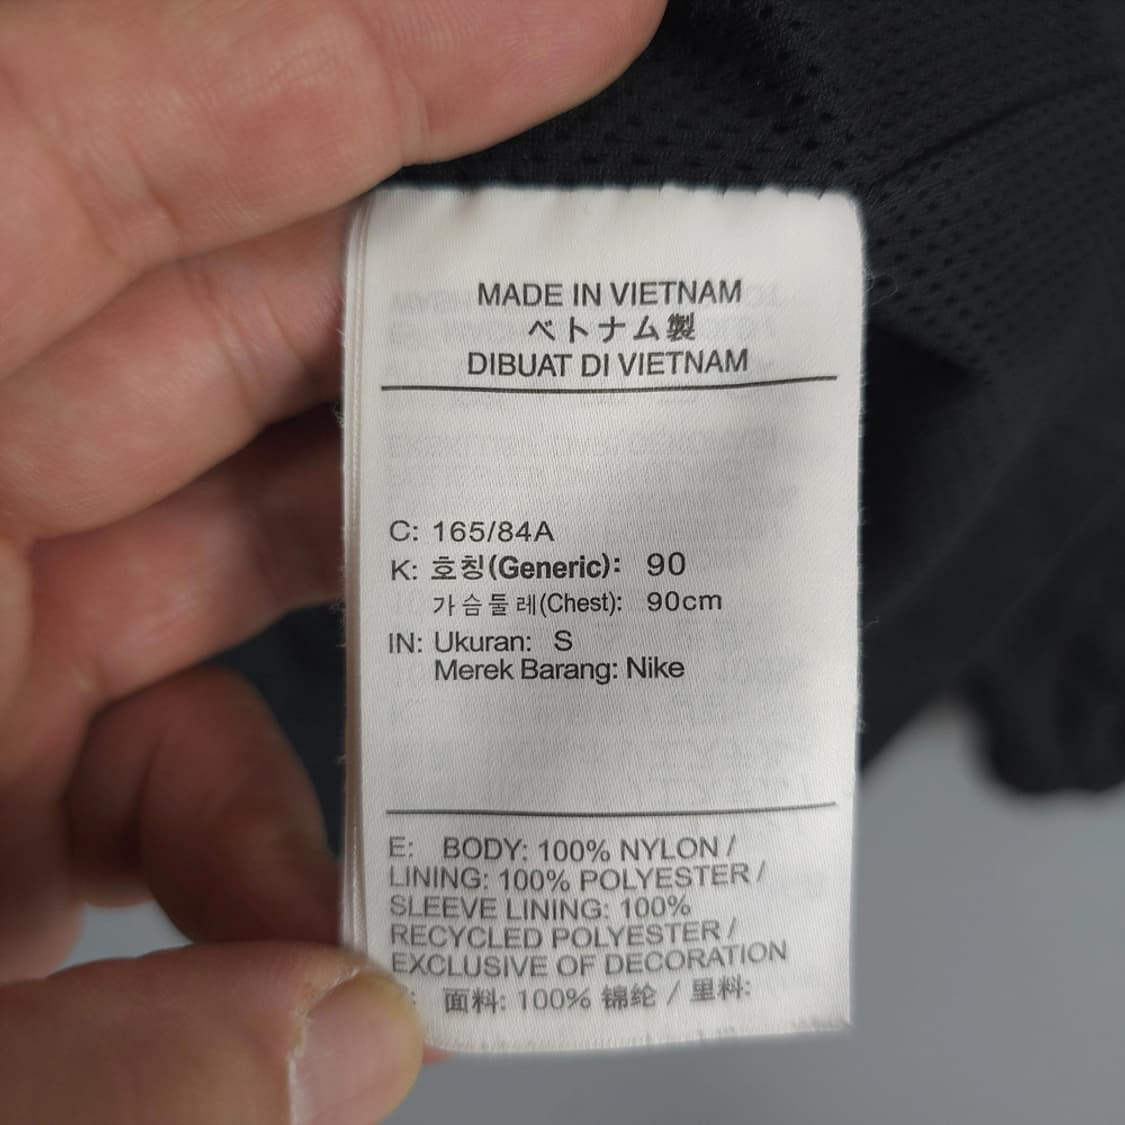 MADE IN VIETNAM
ベトナム製
DIBUAT DI VIETNAM
C: 165/84A
K: 호칭(Generic): 90
가슴둘레(Chest): 90cm
IN: Ukuran: S
Merek Barang: Nike
E: BODY: 100% NYLON /
LINING: 100% POLYESTER /
SLEEVE LINING: 100%
RECYCLED POLYESTER /
EXCLUSIVE OF DECORATION
面料: 100% 锦纶 / 里料: